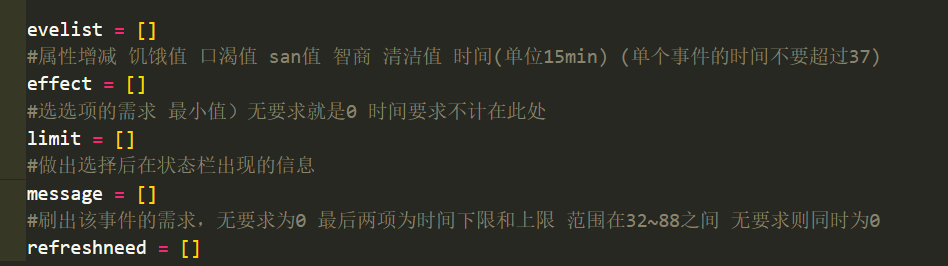 evelist = []
#属性增减 饥饿值 口渴值 san值 智商 清洁值 时间(单位15min) (单个事件的时间不要超过37)
effect = []
#选选项的需求 最小值）无要求就是0 时间要求不计在此处
limit = []
#做出选择后在状态栏出现的信息
message = []
#刷出该事件的需求，无要求为0 最后两项为时间下限和上限 范围在32~88之间 无要求则同时为0
refreshneed = []